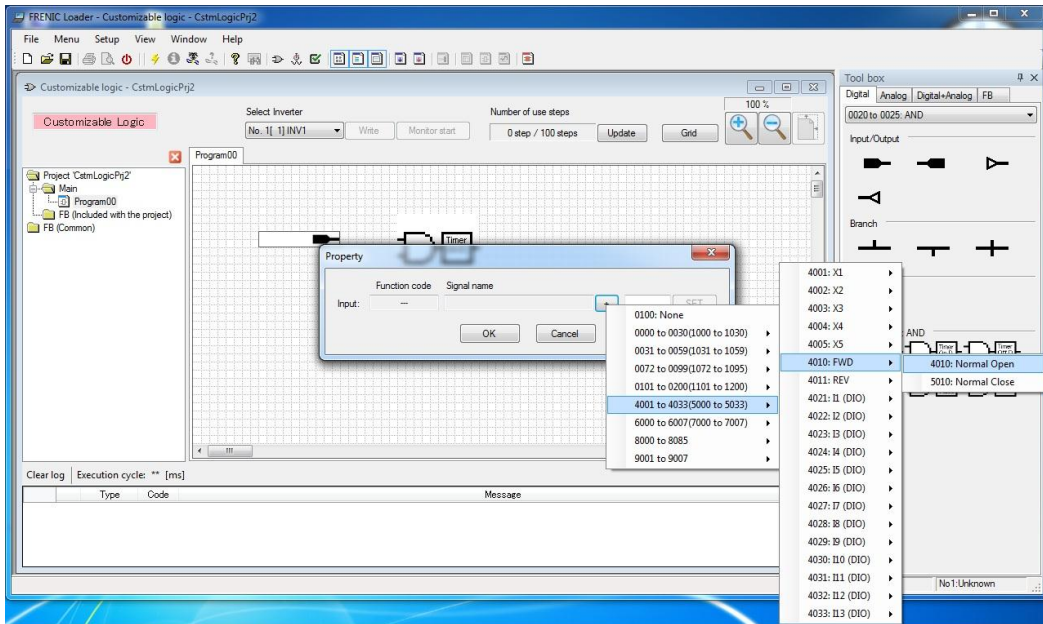 FRENIC Loader - Customizable logic - CstmLogicPrj2
File Menu Setup View Window Help
Customizable logic - CstmLogicPrj2
Customizable Logic
Select Inverter
No. 1[ 1] INV1
Write
Monitor start
Number of use steps
0 step / 100 steps
Update
Grid
100 %
Program00
Project 'CstmLogicPrj2'
Main
Program00
FB (Included with the project)
FB (Common)
Timer
Property
Function code Signal name
Input: ---
SET
OK
Cancel
0100: None
0000 to 0030(1000 to 1030)
0031 to 0059(1031 to 1059)
0072 to 0099(1072 to 1095)
0101 to 0200(1101 to 1200)
4001 to 4033(5000 to 5033)
6000 to 6007(7000 to 7007)
8000 to 8085
9001 to 9007
4001: X1
4002: X2
4003: X3
4004: X4
4005: X5
4010: FWD
4011: REV
4021: I1 (DIO)
4022: I2 (DIO)
4023: I3 (DIO)
4024: I4 (DIO)
4025: I5 (DIO)
4026: I6 (DIO)
4027: I7 (DIO)
4028: I8 (DIO)
4029: I9 (DIO)
4030: I10 (DIO)
4031: I11 (DIO)
4032: I12 (DIO)
4033: I13 (DIO)
4010: Normal Open
5010: Normal Close
Tool box
Digital Analog Digital+Analog FB
0020 to 0025: AND
Input/Output
Branch
AND
Clear log Execution cycle: ** [ms]
Type Code Message
No1:Unknown